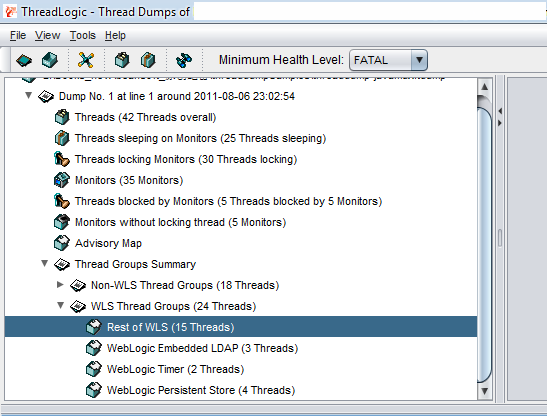 ThreadLogic - Thread Dumps of
File View Tools Help
Minimum Health Level: FATAL
Dump No. 1 at line 1 around 2011-08-06 23:02:54
Threads (42 Threads overall)
Threads sleeping on Monitors (25 Threads sleeping)
Threads locking Monitors (30 Threads locking)
Monitors (35 Monitors)
Threads blocked by Monitors (5 Threads blocked by 5 Monitors)
Monitors without locking thread (5 Monitors)
Advisory Map
Thread Groups Summary
Non-WLS Thread Groups (18 Threads)
WLS Thread Groups (24 Threads)
Rest of WLS (15 Threads)
WebLogic Embedded LDAP (3 Threads)
WebLogic Timer (2 Threads)
WebLogic Persistent Store (4 Threads)